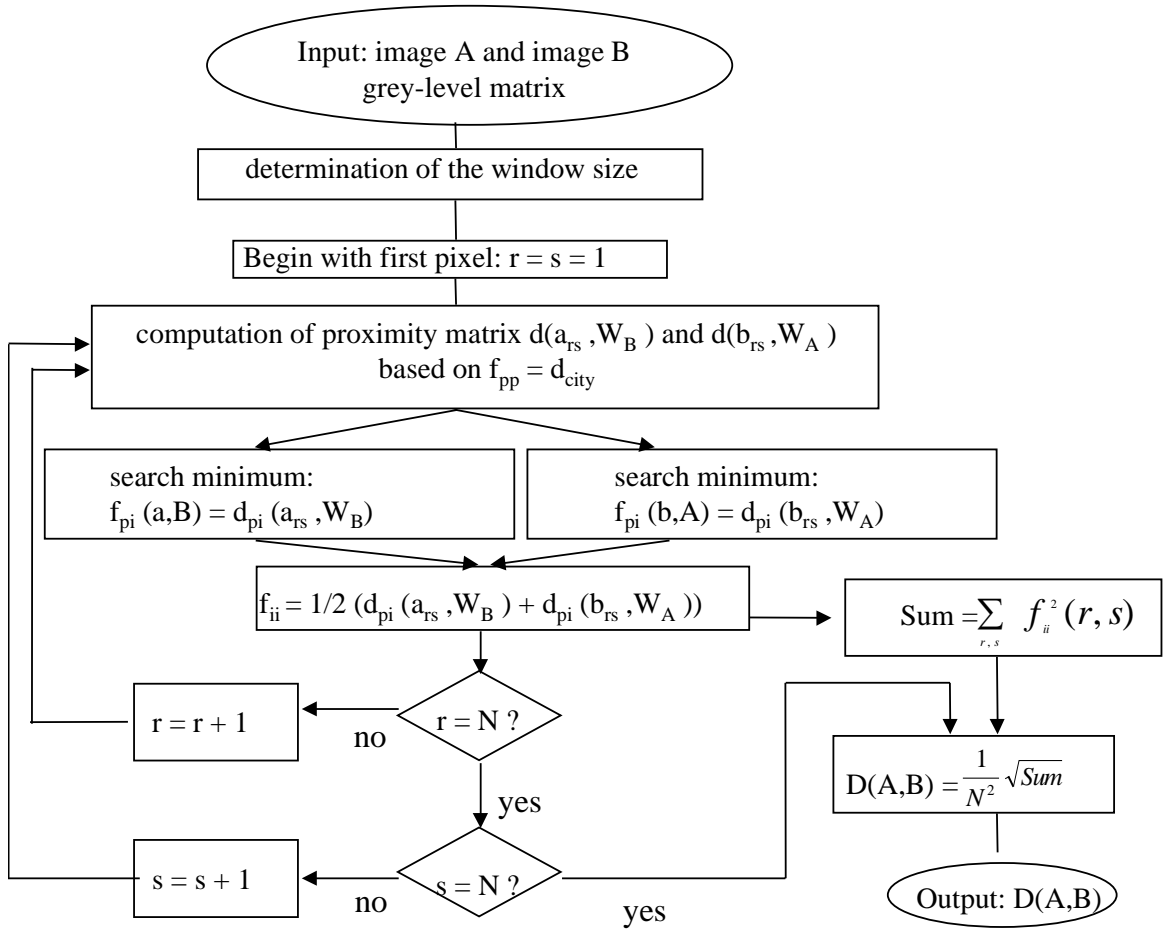 Input: image A and image B
grey-level matrix
determination of the window size
Begin with first pixel: r = s = 1
computation of proximity matrix d(a_rs ,W_B ) and d(b_rs ,W_A )
based on f_pp = d_city
search minimum:
f_pi (a,B) = d_pi (a_rs ,W_B)
search minimum:
f_pi (b,A) = d_pi (b_rs ,W_A)
f_ii = 1/2 (d_pi (a_rs ,W_B ) + d_pi (b_rs ,W_A ))
Sum = ∑_{r,s} f_ii^2 (r, s)
r = N ?
no
r = r + 1
yes
D(A,B) = 1/N^2 √Sum
s = N ?
no
s = s + 1
yes
Output: D(A,B)